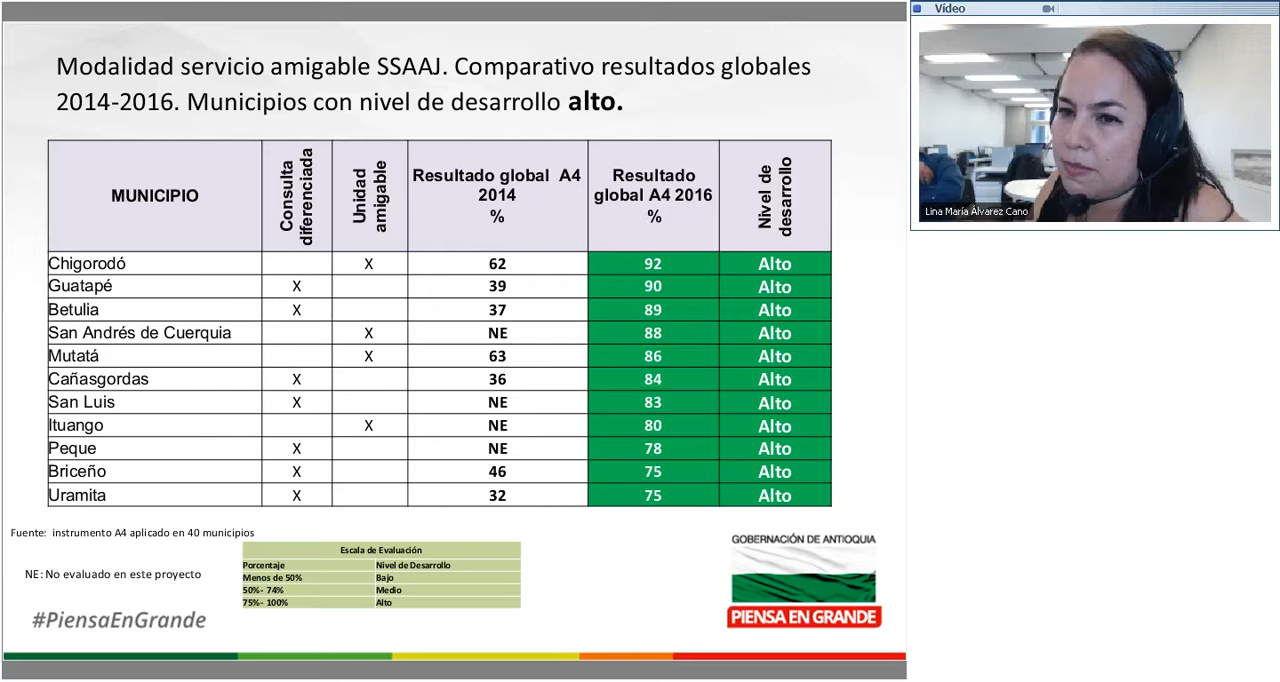 Modalidad servicio amigable SSAAJ. Comparativo resultados globales
2014-2016. Municipios con nivel de desarrollo alto.
MUNICIPIO Consulta diferenciada Unidad amigable Resultado global A4 2014 % Resultado global A4 2016 % Nivel de desarrollo
Chigorodó X 62 92 Alto
Guatapé X 39 90 Alto
Betulia X 37 89 Alto
San Andrés de Cuerquia X NE 88 Alto
Mutatá X 63 86 Alto
Cañasgordas X 36 84 Alto
San Luis X NE 83 Alto
Ituango X NE 80 Alto
Peque X NE 78 Alto
Briceño X 46 75 Alto
Uramita X 32 75 Alto
Fuente: instrumento A4 aplicado en 40 municipios
NE: No evaluado en este proyecto
Escala de Evaluación
Porcentaje Nivel de Desarrollo
Menos de 50% Bajo
50%- 74% Medio
75%- 100% Alto
#PiensaEnGrande
GOBERNACIÓN DE ANTIOQUIA
PIENSA EN GRANDE
Vídeo
Lina María Álvarez Cano